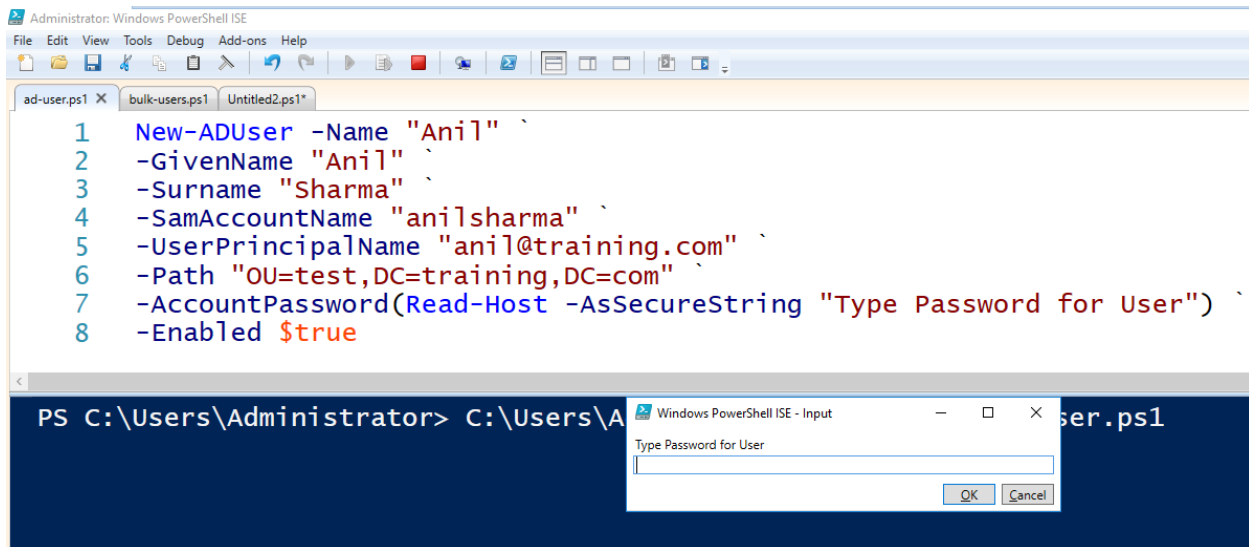 Administrator: Windows PowerShell ISE
File Edit View Tools Debug Add-ons Help
ad-user.ps1 X bulk-users.ps1 Untitled2.ps1*
1 New-ADUser -Name "Anil" `
2 -GivenName "Anil" `
3 -Surname "Sharma" `
4 -SamAccountName "anilsharma" `
5 -UserPrincipalName "anil@training.com" `
6 -Path "OU=test,DC=training,DC=com" `
7 -AccountPassword(Read-Host -AsSecureString "Type Password for User") `
8 -Enabled $true
PS C:\Users\Administrator> C:\Users\A ser.ps1
Windows PowerShell ISE - Input
Type Password for User
OK Cancel